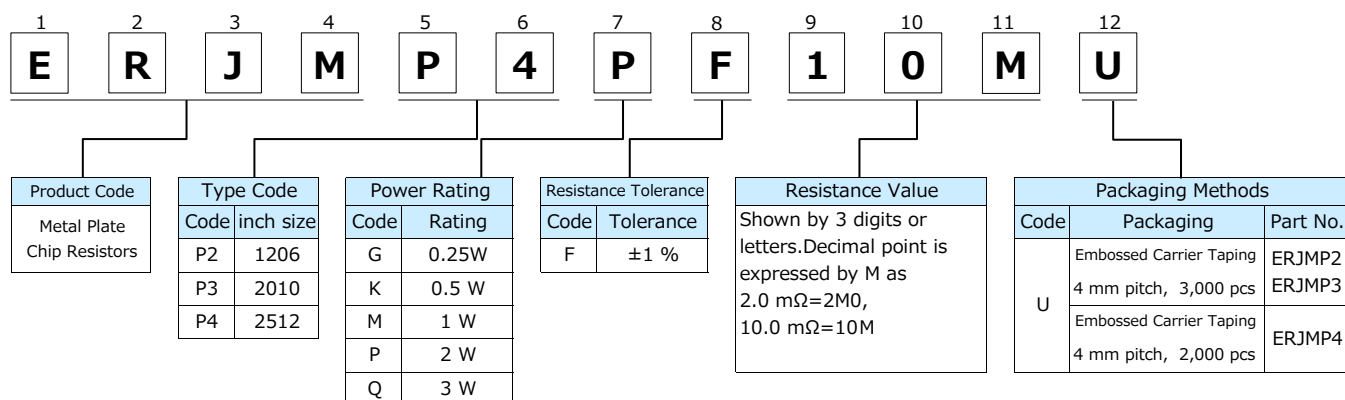 1 2 3 4 5 6 7 8 9 10 11 12
E R J M P 4 P F 1 0 M U
Product Code
Metal Plate
Chip Resistors
Type Code
Code inch size
P2 1206
P3 2010
P4 2512
Power Rating
Code Rating
G 0.25W
K 0.5 W
M 1 W
P 2 W
Q 3 W
Resistance Tolerance
Code Tolerance
F ±1 %
Resistance Value
Shown by 3 digits or
letters.Decimal point is
expressed by M as
2.0 mΩ=2M0,
10.0 mΩ=10M
Packaging Methods
Code Packaging Part No.
U
Embossed Carrier Taping ERJMP2
4 mm pitch, 3,000 pcs ERJMP3
Embossed Carrier Taping
4 mm pitch, 2,000 pcs
ERJMP4